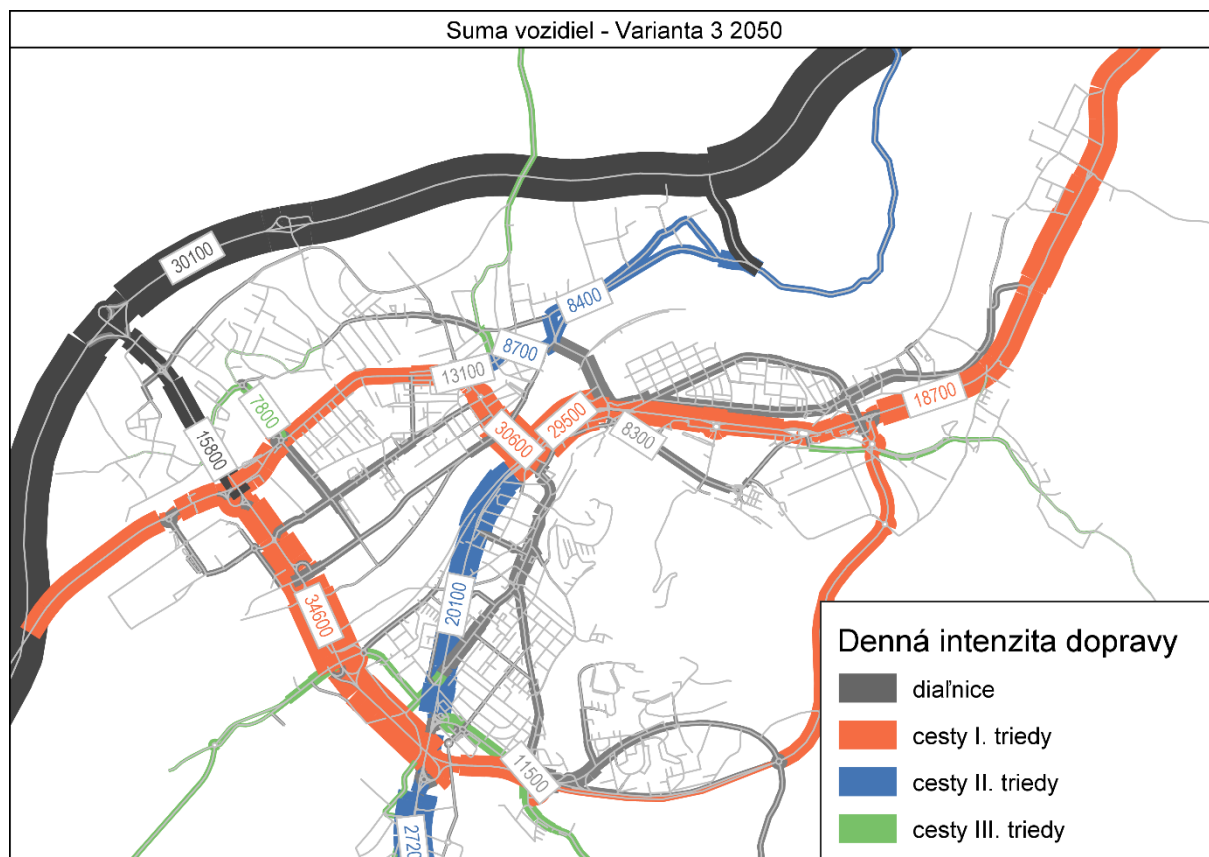 Suma vozidiel - Varianta 3 2050
30100
8400
8700
13100
7800
15800
30600
29500
8300
18700
34600
20100
11500
2720
Denná intenzita dopravy
diaľnice
cesty I. triedy
cesty II. triedy
cesty III. triedy